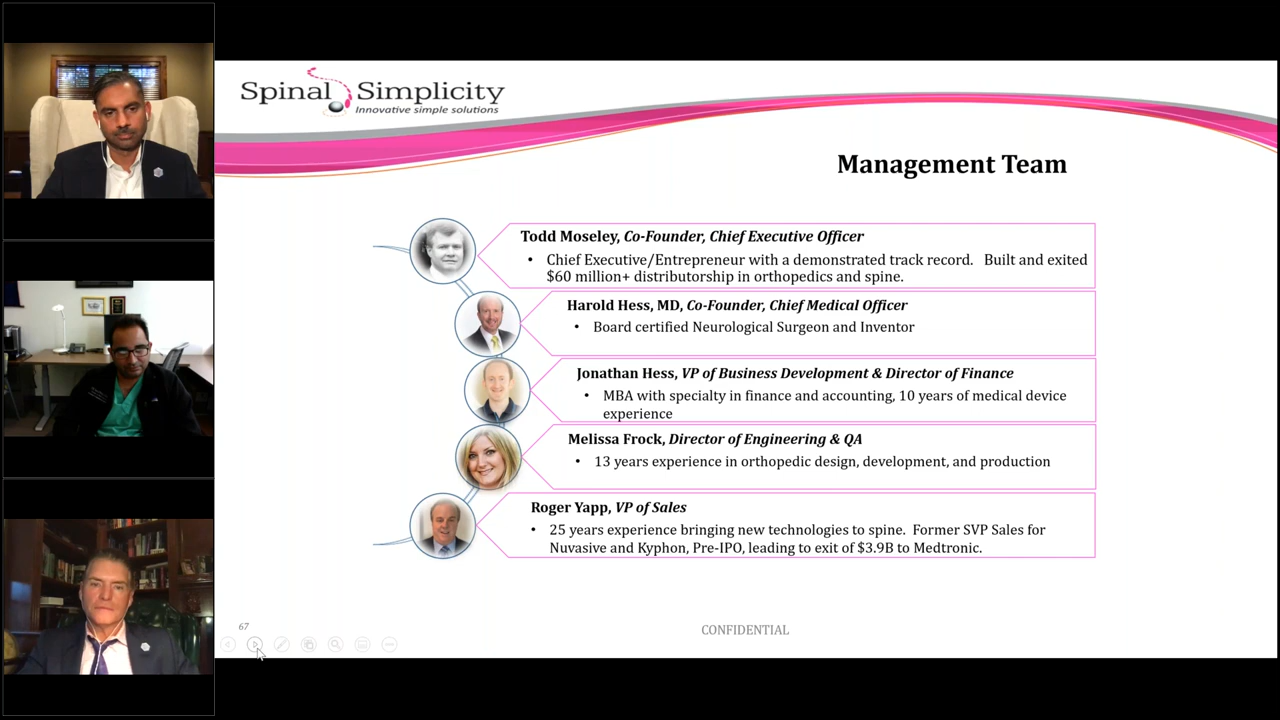 Spinal Simplicity
Innovative simple solutions
Management Team
Todd Moseley, Co-Founder, Chief Executive Officer
• Chief Executive/Entrepreneur with a demonstrated track record. Built and exited
$60 million+ distributorship in orthopedics and spine.
Harold Hess, MD, Co-Founder, Chief Medical Officer
• Board certified Neurological Surgeon and Inventor
Jonathan Hess, VP of Business Development & Director of Finance
• MBA with specialty in finance and accounting, 10 years of medical device
experience
Melissa Frock, Director of Engineering & QA
• 13 years experience in orthopedic design, development, and production
Roger Yapp, VP of Sales
• 25 years experience bringing new technologies to spine. Former SVP Sales for
Nuvasive and Kyphon, Pre-IPO, leading to exit of $3.9B to Medtronic.
67
CONFIDENTIAL